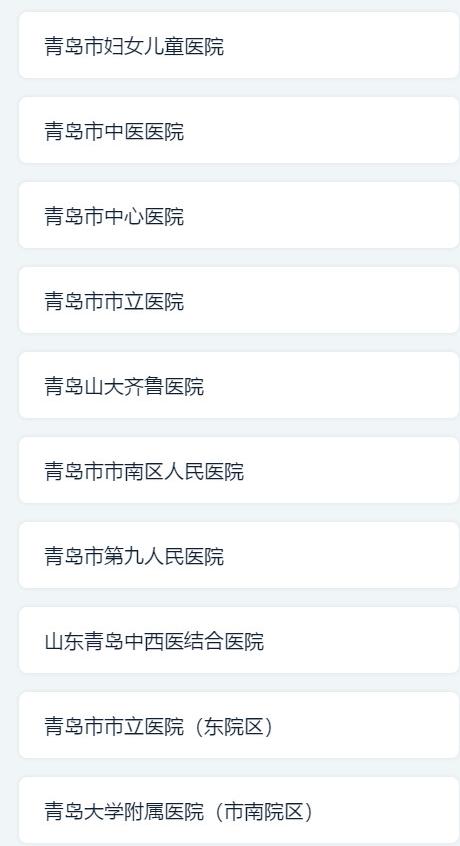 青岛市妇女儿童医院
青岛市中医医院
青岛市中心医院
青岛市市立医院
青岛山大齐鲁医院
青岛市市南区人民医院
青岛市第九人民医院
山东青岛中西医结合医院
青岛市市立医院（东院区）
青岛大学附属医院（市南院区）